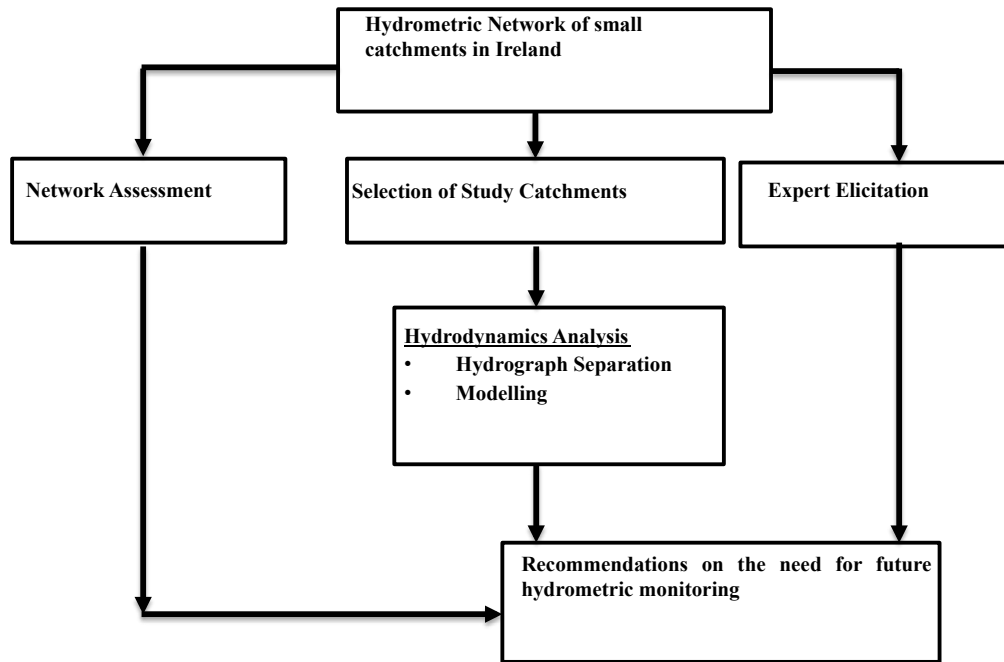 Hydrometric Network of small
catchments in Ireland
Network Assessment
Selection of Study Catchments
Expert Elicitation
Hydrodynamics Analysis
• Hydrograph Separation
• Modelling
Recommendations on the need for future
hydrometric monitoring